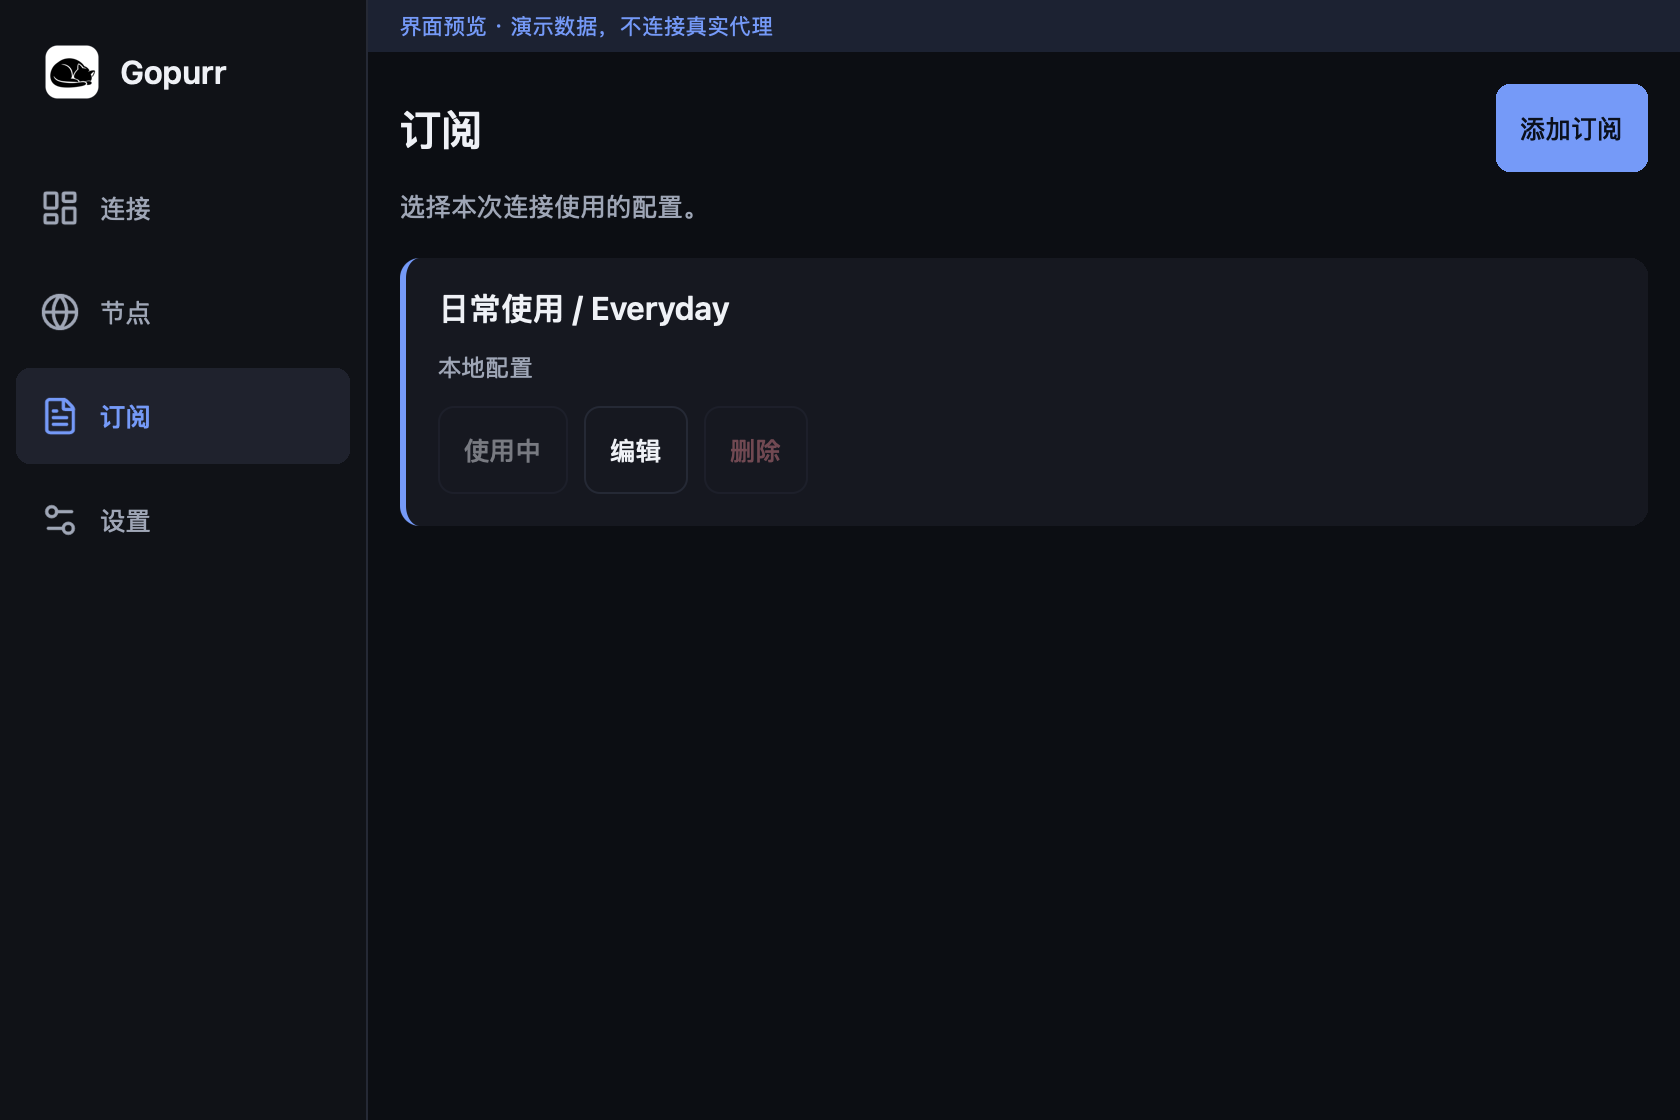 Gopurr
连接
节点
订阅
设置
界面预览 · 演示数据，不连接真实代理
订阅
添加订阅
选择本次连接使用的配置。
日常使用 / Everyday
本地配置
使用中
编辑
删除